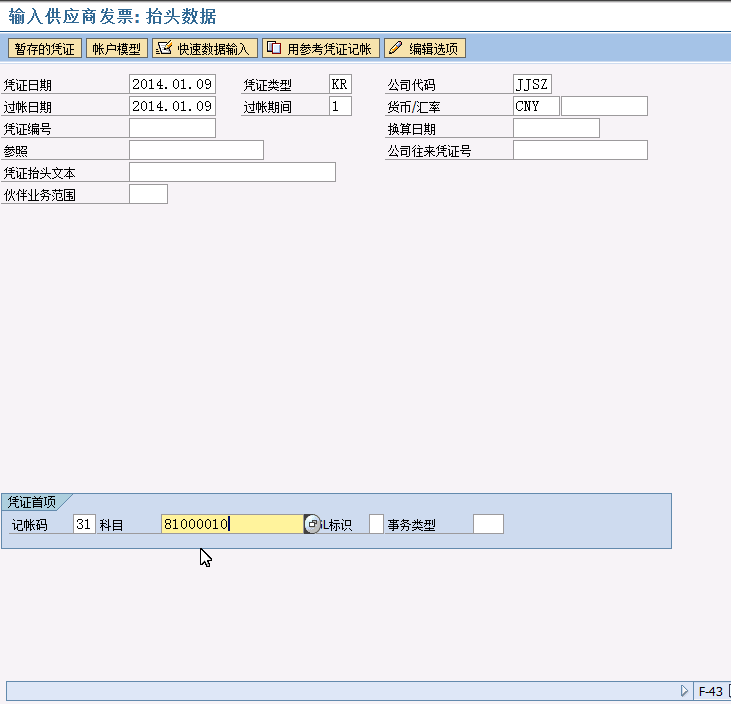 输入供应商发票: 抬头数据
暂存的凭证 帐户模型 快速数据输入 用参考凭证记帐 编辑选项
凭证日期 2014.01.09 凭证类型 KR 公司代码 JJSZ
过帐日期 2014.01.09 过帐期间 1 货币/汇率 CNY
凭证编号 换算日期
参照 公司往来凭证号
凭证抬头文本
伙伴业务范围
凭证首项
记帐码 31 科目 81000010 GL标识 事务类型
F-43